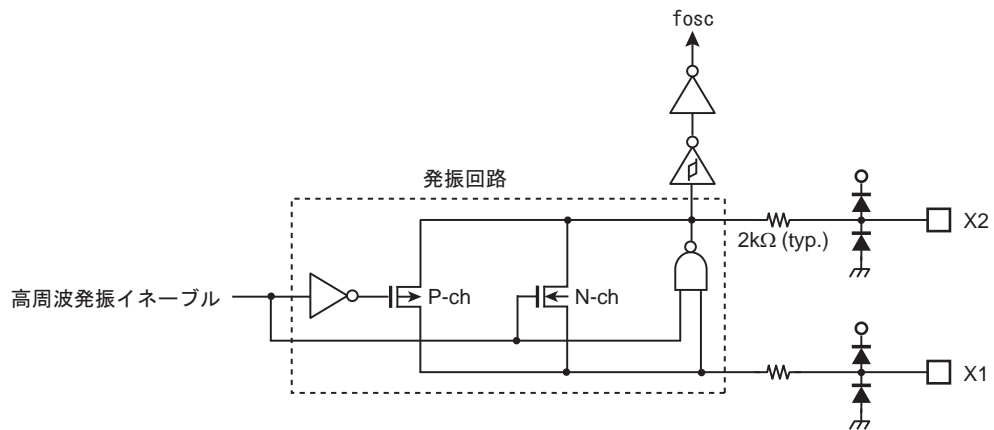 fosc
発振回路
X2
2kΩ (typ.)
高周波発振イネーブル
P-ch
N-ch
X1